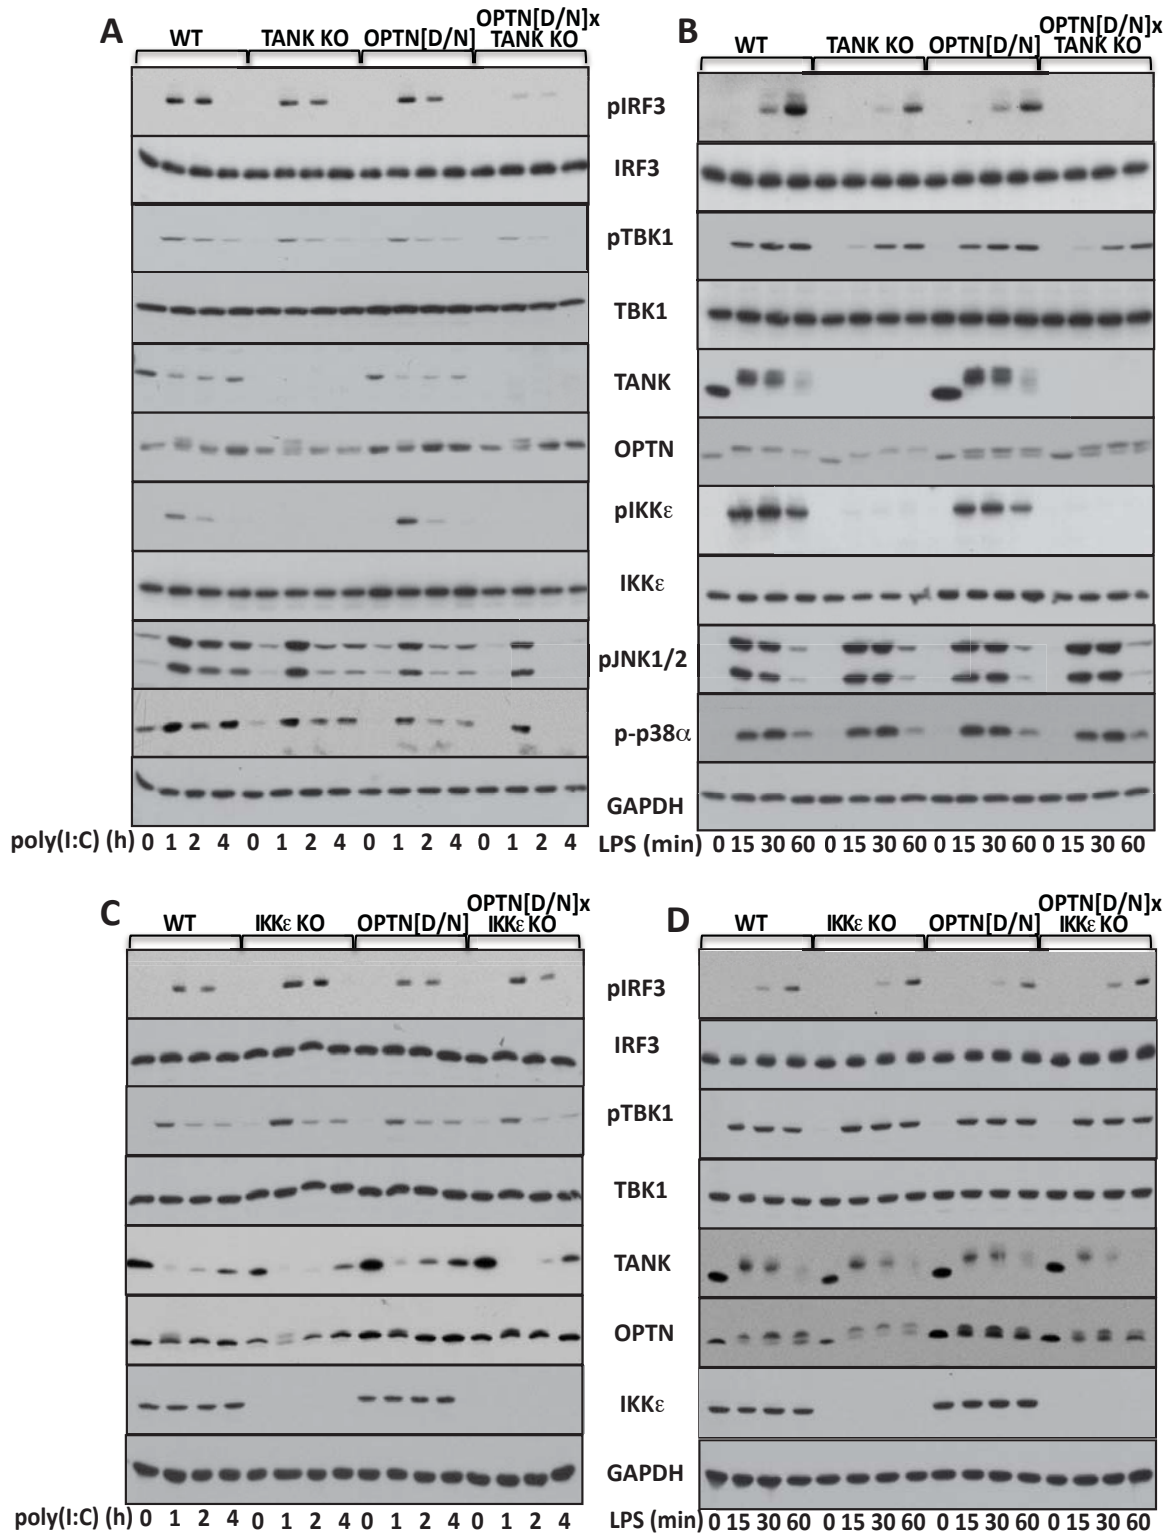 A
WT
TANK KO
OPTN[D/N]
OPTN[D/N]x
TANK KO
B
WT
TANK KO
OPTN[D/N]
OPTN[D/N]x
TANK KO
pIRF3
IRF3
pTBK1
TBK1
TANK
OPTN
pIKKε
IKKε
pJNK1/2
p-p38α
GAPDH
poly(I:C) (h) 0 1 2 4 0 1 2 4 0 1 2 4 0 1 2 4
LPS (min) 0 15 30 60 0 15 30 60 0 15 30 60 0 15 30 60
C
WT
IKKε KO
OPTN[D/N]
OPTN[D/N]x
IKKε KO
D
WT
IKKε KO
OPTN[D/N]
OPTN[D/N]x
IKKε KO
pIRF3
IRF3
pTBK1
TBK1
TANK
OPTN
IKKε
GAPDH
poly(I:C) (h) 0 1 2 4 0 1 2 4 0 1 2 4 0 1 2 4
LPS (min) 0 15 30 60 0 15 30 60 0 15 30 60 0 15 30 60